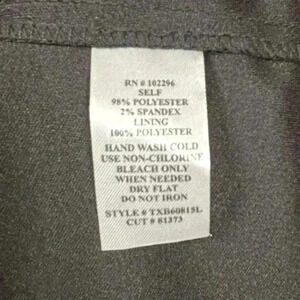 RN # 102296
SELF
98% POLYESTER
2% SPANDEX
LINING
100% POLYESTER
HAND WASH COLD
USE NON-CHLORINE
BLEACH ONLY
WHEN NEEDED
DRY FLAT
DO NOT IRON
STYLE # TXB60815L
CUT # 81373